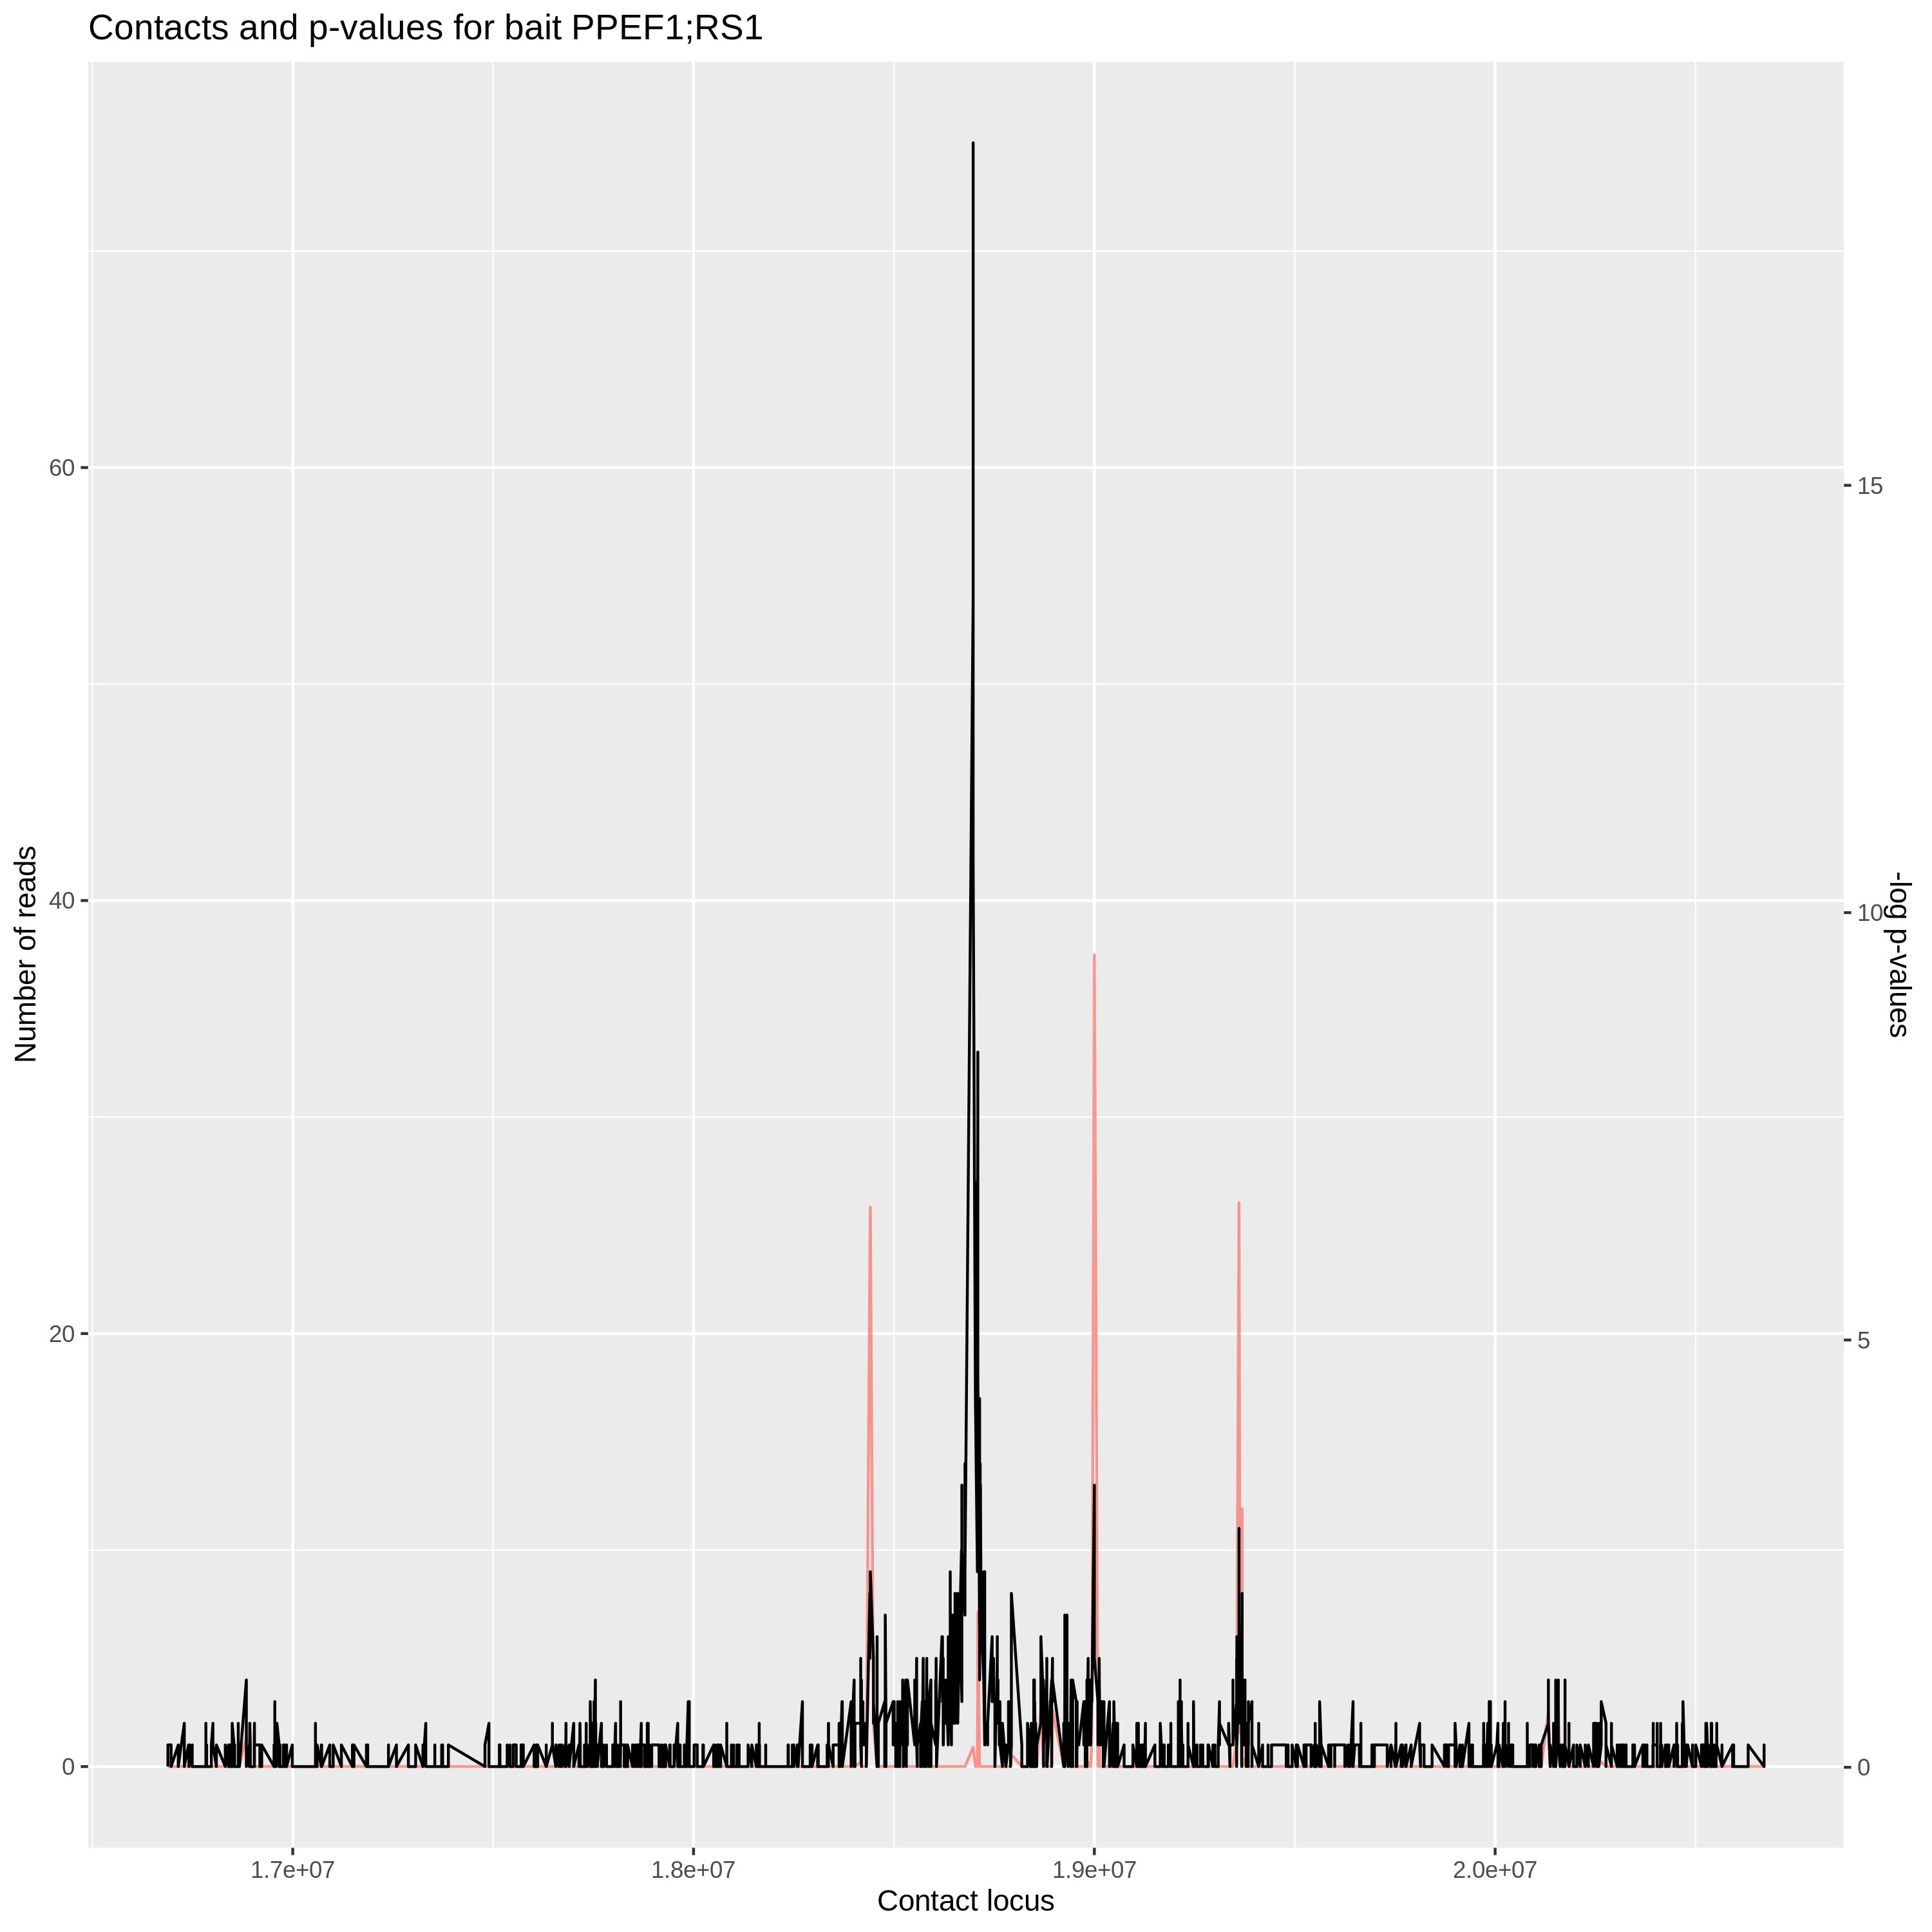 Contacts and p-values for bait PPEF1;RS1
Number of reads
60
40
20
0
15
10
5
0
-log p-values
1.7e+07
1.8e+07
1.9e+07
2.0e+07
Contact locus